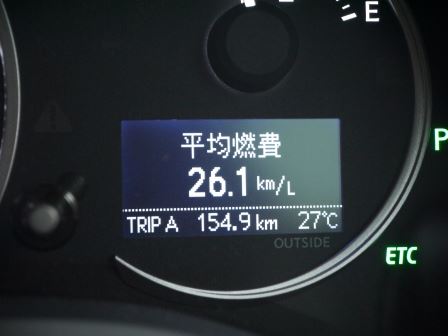 E
平均燃費
26.1 km/L
TRIP A 154.9 km 27°C
OUTSIDE
P
ETC